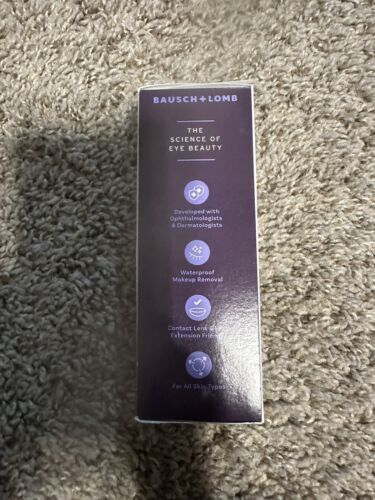 BAUSCH + LOMB
THE
SCIENCE OF
EYE BEAUTY
Developed with
Ophthalmologists
& Dermatologists
Waterproof
Makeup Removal
Contact Lens
Extension Friendly
For All Skin Types